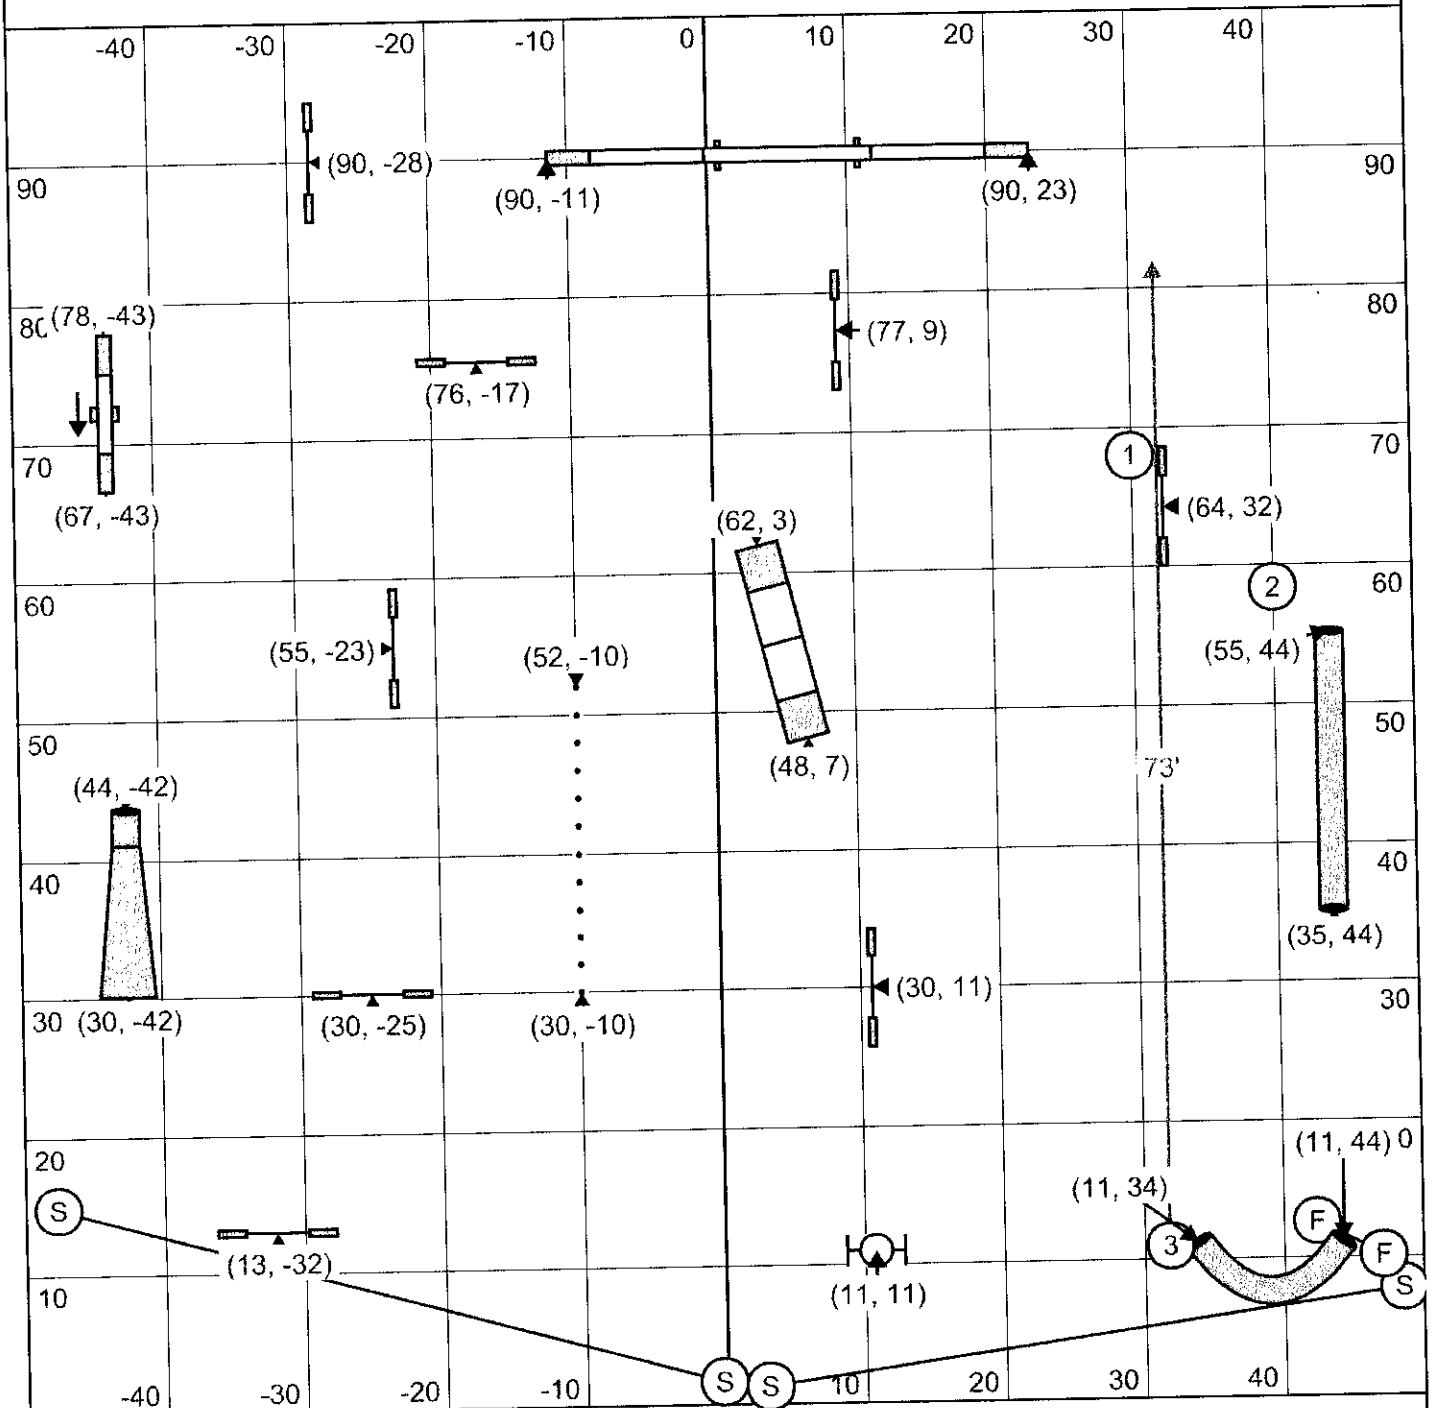 -40 -30 -20 -10 0 10 20 30 40
90 (90, -28) (90, -11) (90, 23) 90
80 (78, -43) (76, -17) (77, 9) 80
70 (67, -43) 1 (64, 32) 70
(62, 3)
60 2 60
(55, -23) (52, -10) (55, 44)
50 (48, 7) 73' 50
(44, -42)
40 40
(35, 44)
30 (30, -42) (30, -25) (30, -10) (30, 11) 30
20 (11, 44) 0
(11, 34)
S (13, -32) (11, 11) 3 F F S
10
-40 -30 -20 -10 S S 10 20 30 40